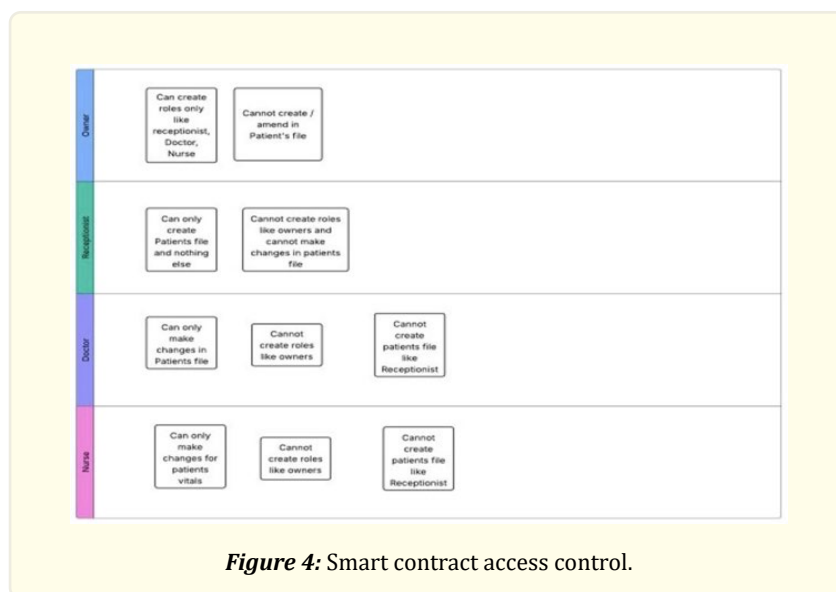 Owner
Can create
roles only
like
receptionist,
Doctor,
Nurse
Cannot create /
amend in
Patient's file
Receptionist
Can only
create
Patients file
and nothing
else
Cannot create roles
like owners and
cannot make
changes in patients
file
Doctor
Can only
make
changes in
Patients file
Cannot
create roles
like owners
Cannot
create
patients file
like
Receptionist
Nurse
Can only
make
changes for
patients
vitals
Cannot
create roles
like owners
Cannot
create
patients file
like
Receptionist
Figure 4: Smart contract access control.